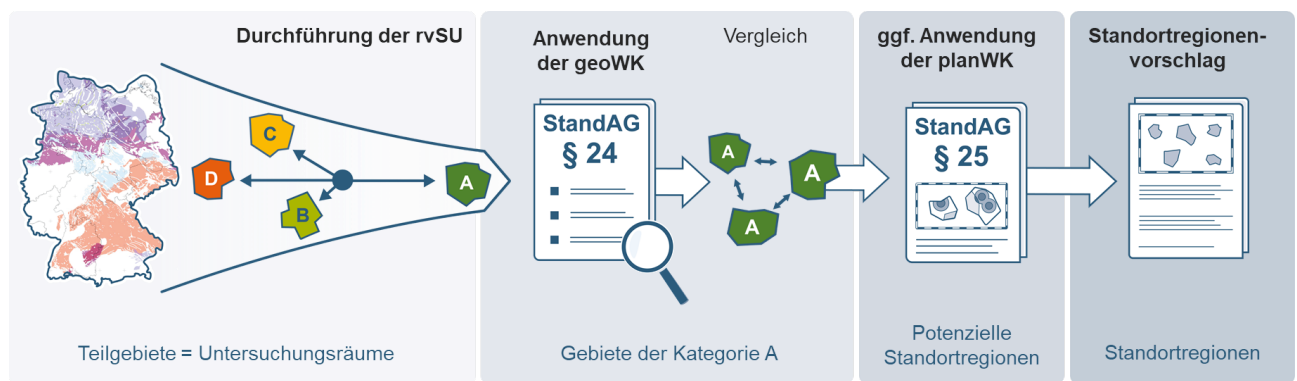 Durchführung der rvSU
C
D
B
A
Teilgebiete = Untersuchungsräume
Anwendung
der geoWK
Vergleich
StandAG
§ 24
A
A
A
Gebiete der Kategorie A
ggf. Anwendung
der planWK
StandAG
§ 25
Potenzielle
Standortregionen
Standortregionen-
vorschlag
Standortregionen